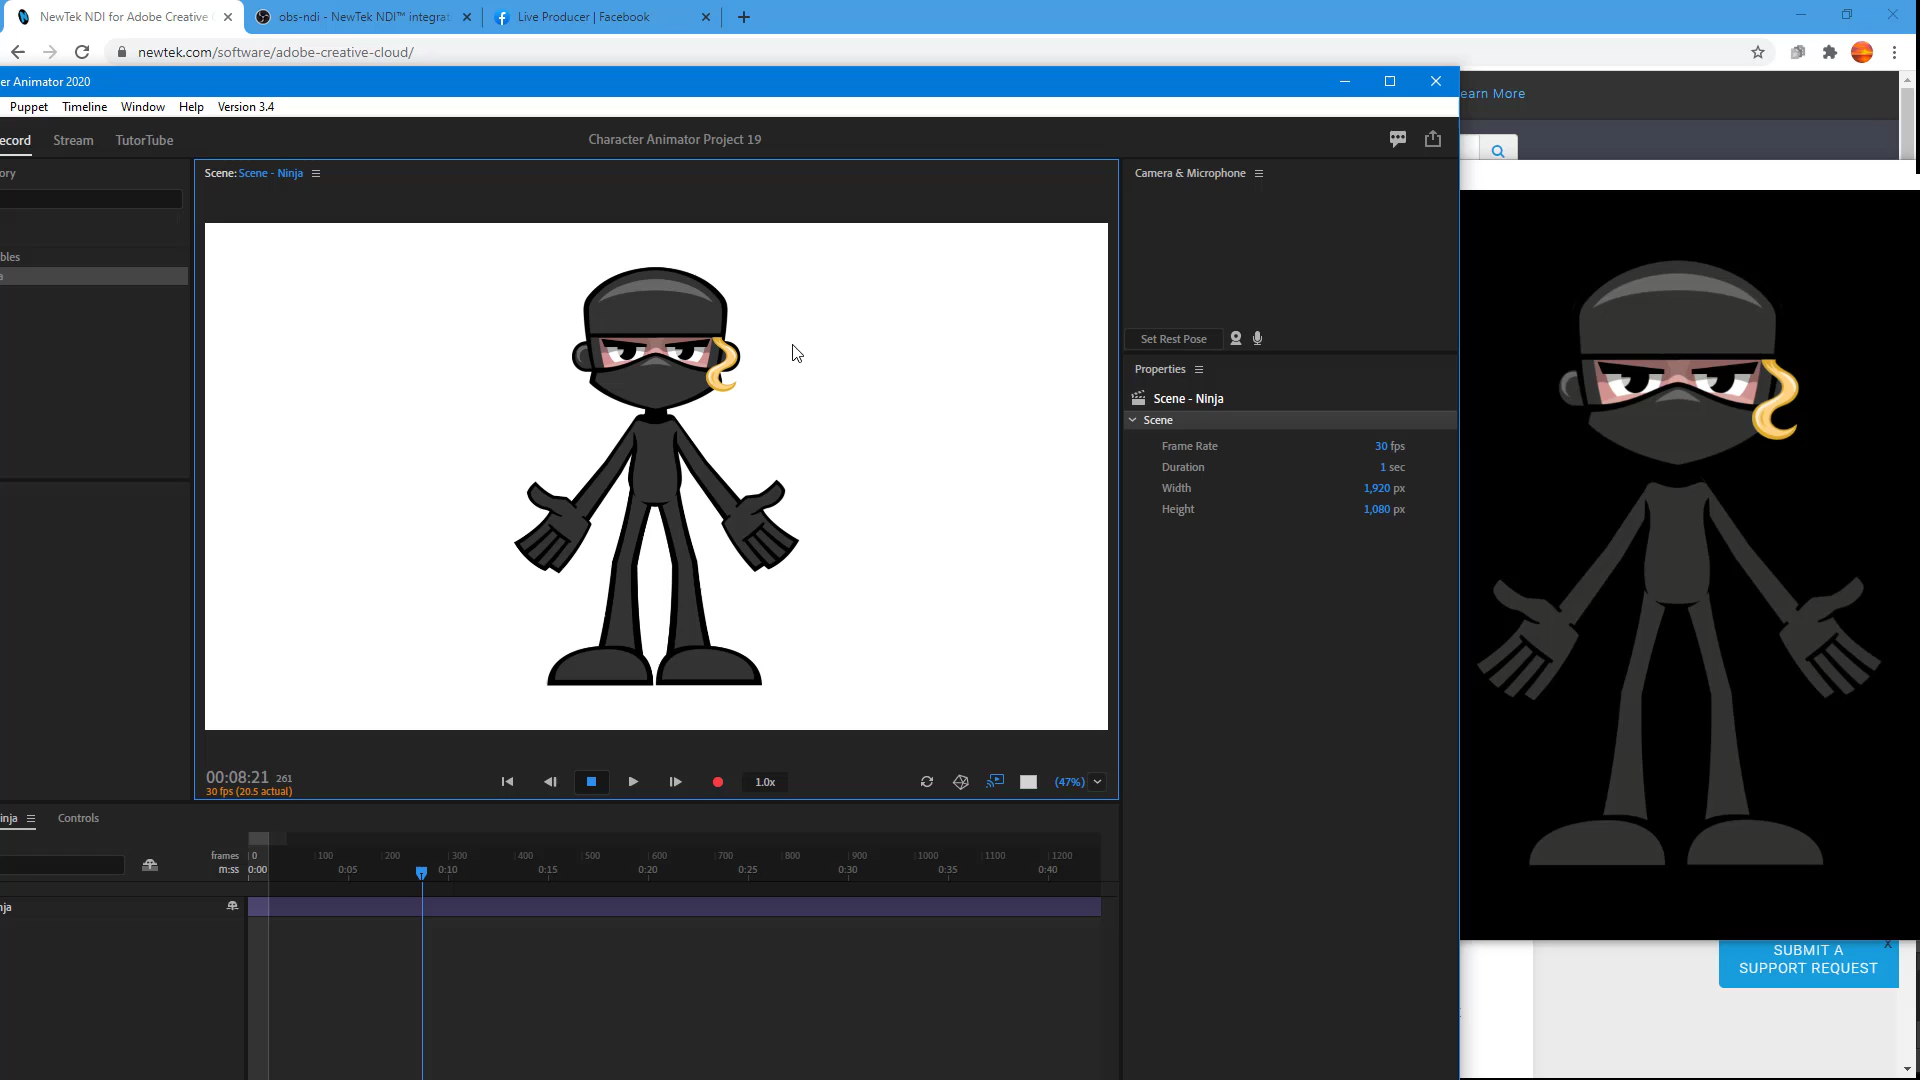 NewTek NDI for Adobe Creative
obs-ndi - NewTek NDI™ integrat
Live Producer | Facebook
newtek.com/software/adobe-creative-cloud/
er Animator 2020
Puppet Timeline Window Help Version 3.4
earn More
ecord Stream TutorTube
Character Animator Project 19
ory
Scene: Scene - Ninja
Camera & Microphone
bles
a
Set Rest Pose
Properties
Scene - Ninja
Scene
Frame Rate 30 fps
Duration 1 sec
Width 1,920 px
Height 1,080 px
00:08:21 261
30 fps (20.5 actual)
1.0x
(47%)
inja Controls
frames 0 100 200 300 400 500 600 700 800 900 1000 1100 1200
m:ss 0:00 0:05 0:10 0:15 0:20 0:25 0:30 0:35 0:40
nja
SUBMIT A
SUPPORT REQUEST
X